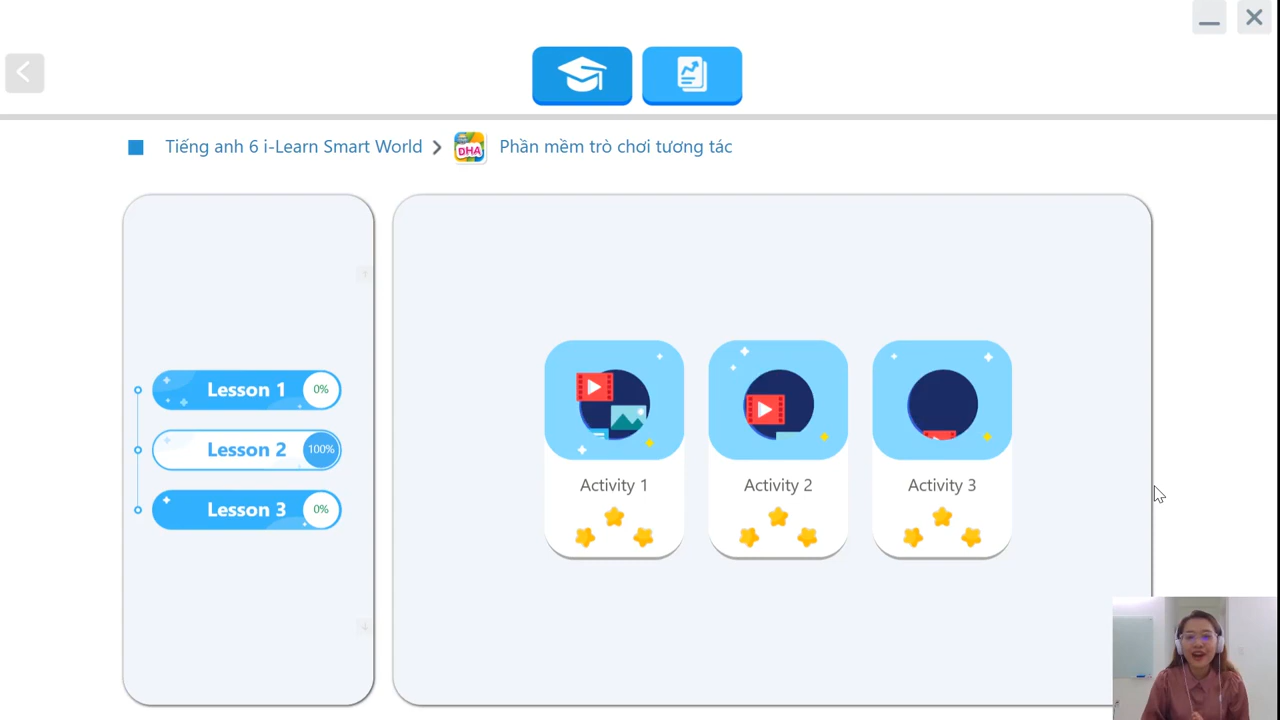 Tiếng anh 6 i-Learn Smart World
DHA
Phần mềm trò chơi tương tác
Lesson 1 0%
Lesson 2 100%
Lesson 3 0%
Activity 1
Activity 2
Activity 3